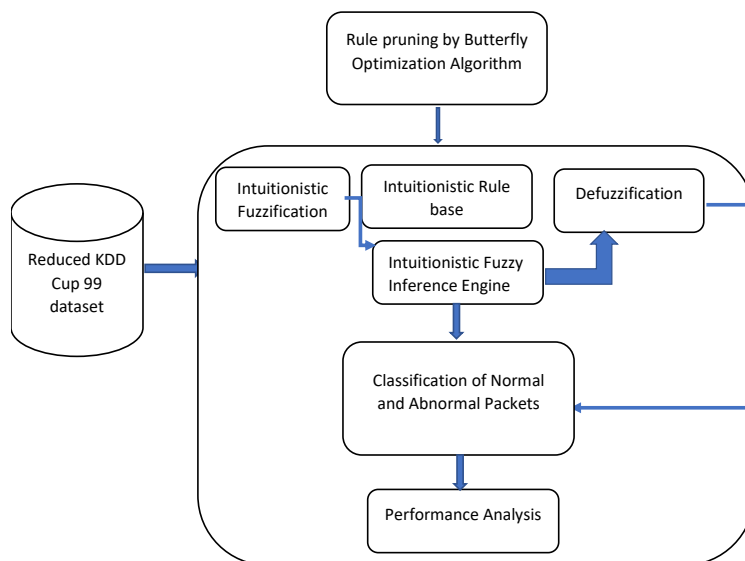 Rule pruning by Butterfly
Optimization Algorithm
Intuitionistic
Fuzzification
Intuitionistic Rule
base
Defuzzification
Reduced KDD
Cup 99
dataset
Intuitionistic Fuzzy
Inference Engine
Classification of Normal
and Abnormal Packets
Performance Analysis